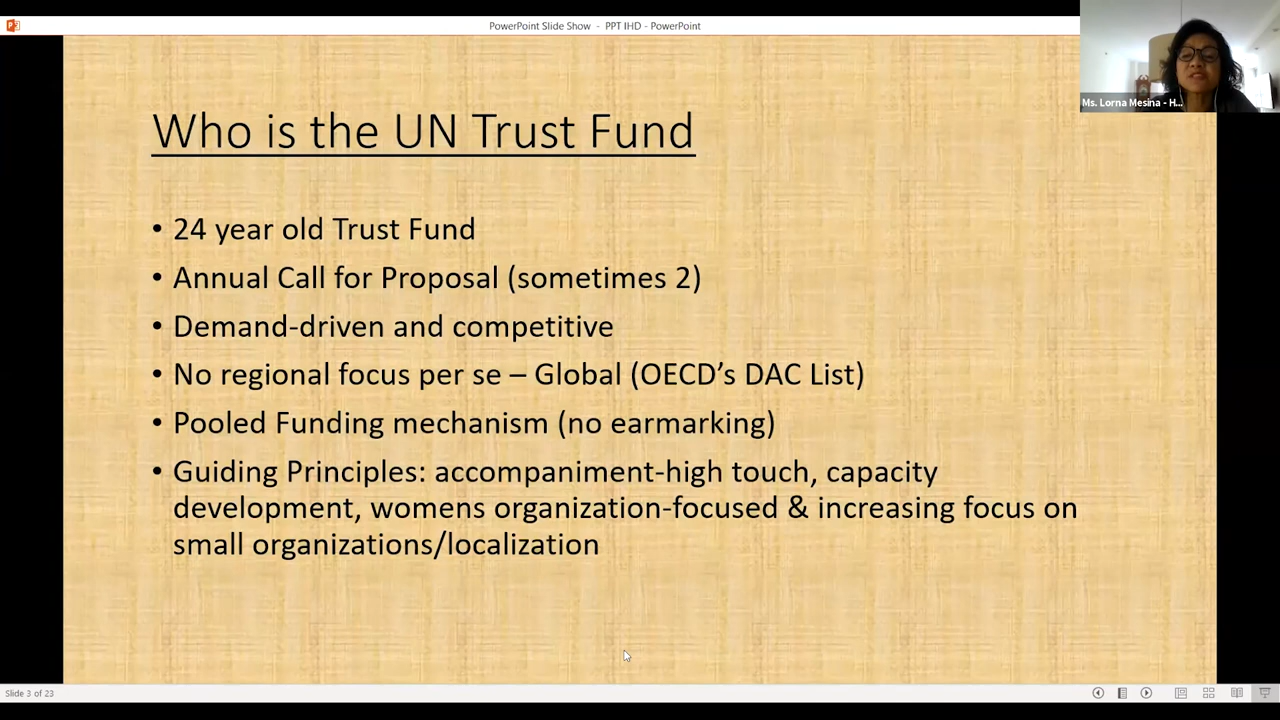 PowerPoint Slide Show - PPT IHD - PowerPoint
Ms. Lorna Mesina - H...
Who is the UN Trust Fund
• 24 year old Trust Fund
• Annual Call for Proposal (sometimes 2)
• Demand-driven and competitive
• No regional focus per se – Global (OECD’s DAC List)
• Pooled Funding mechanism (no earmarking)
• Guiding Principles: accompaniment-high touch, capacity
development, womens organization-focused & increasing focus on
small organizations/localization
Slide 3 of 23